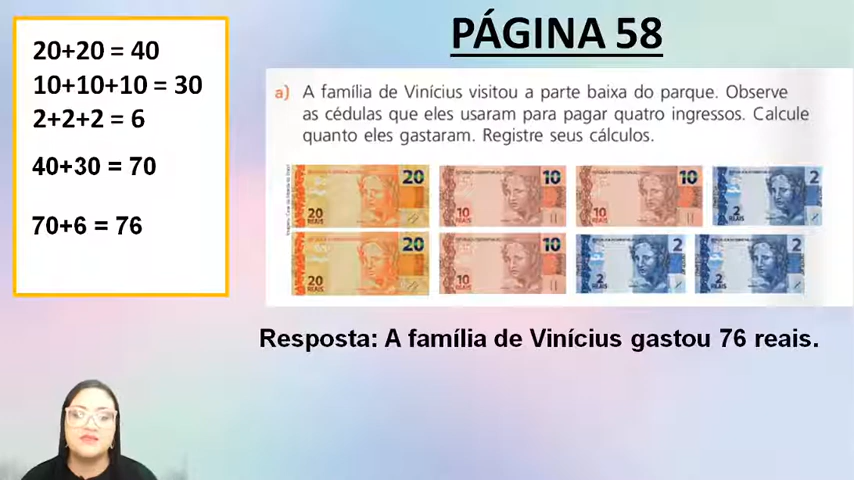 20+20 = 40
10+10+10 = 30
2+2+2 = 6
40+30 = 70
70+6 = 76
PÁGINA 58
a) A família de Vinícius visitou a parte baixa do parque. Observe
as cédulas que eles usaram para pagar quatro ingressos. Calcule
quanto eles gastaram. Registre seus cálculos.
20
20
REAIS
10
10
REAIS
10
10
REAIS
2
2
REAIS
20
20
REAIS
10
10
REAIS
2
2
REAIS
2
2
REAIS
Resposta: A família de Vinícius gastou 76 reais.